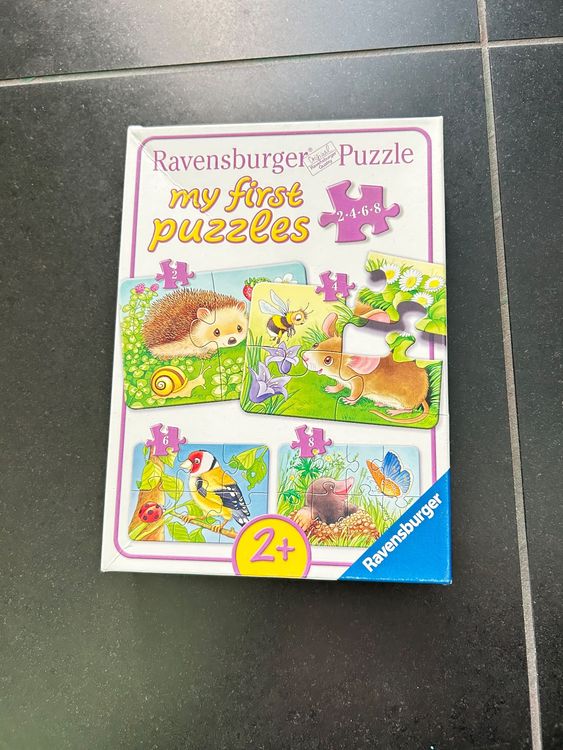 Ravensburger® Puzzle
my first
puzzles
2·4·6·8
2
4
6
8
2+
Ravensburger